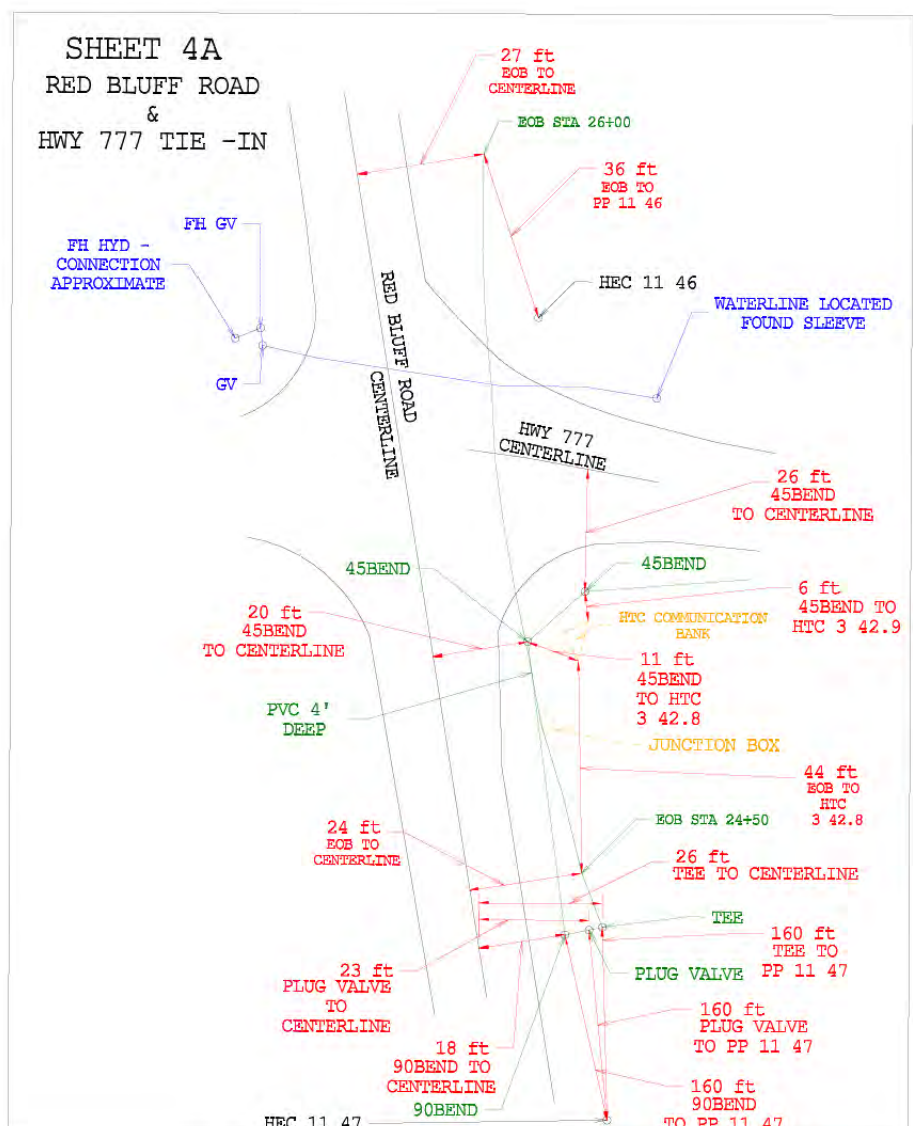 SHEET 4A
RED BLUFF ROAD
&
HWY 777 TIE -IN
27 ft
EOB TO
CENTERLINE
EOB STA 26+00
36 ft
EOB TO
PP 11 46
FH GV
FH HYD -
CONNECTION
APPROXIMATE
HEC 11 46
WATERLINE LOCATED
FOUND SLEEVE
GV
RED BLUFF ROAD
CENTERLINE
HWY 777
CENTERLINE
26 ft
45BEND
TO CENTERLINE
45BEND
45BEND
6 ft
45BEND TO
HTC 3 42.9
20 ft
45BEND
TO CENTERLINE
HTC COMMUNICATION
BANK
11 ft
45BEND
TO HTC
3 42.8
PVC 4'
DEEP
JUNCTION BOX
44 ft
EOB TO
HTC
3 42.8
24 ft
EOB TO
CENTERLINE
EOB STA 24+50
26 ft
TEE TO CENTERLINE
TEE
160 ft
TEE TO
PP 11 47
23 ft
PLUG VALVE
TO
CENTERLINE
PLUG VALVE
160 ft
PLUG VALVE
TO PP 11 47
18 ft
90BEND TO
CENTERLINE
90BEND
160 ft
90BEND
TO PP 11 47
HEC 11 47